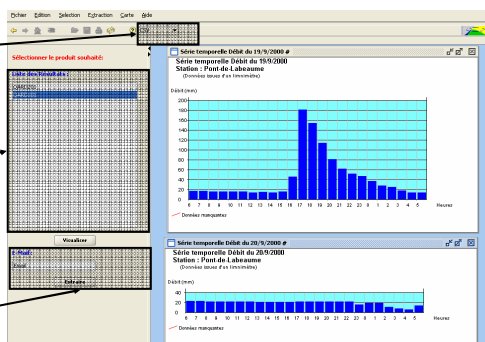 Fichier Edition Selection Extraction Carte Aide
CSV
Sélectionner le produit souhaité:
Liste des Résultats :
Visualiser
E-Mail :
Email
Extraire
Série temporelle Débit du 19/9/2000 #
Série temporelle Débit du 19/9/2000
Station : Pont-de-Labeaume
(Données issues d'un limnimètre)
Débit(mm)
200
180
160
140
120
100
80
60
40
20
0
6 7 8 9 10 11 12 13 14 15 16 17 18 19 20 21 22 23 0 1 2 3 4 5 Heures
Données manquantes
Série temporelle Débit du 20/9/2000 #
Série temporelle Débit du 20/9/2000
Station : Pont-de-Labeaume
(Données issues d'un limnimètre)
Débit(mm)
40
20
0
6 7 8 9 10 11 12 13 14 15 16 17 18 19 20 21 22 23 0 1 2 3 4 5 Heures
Données manquantes